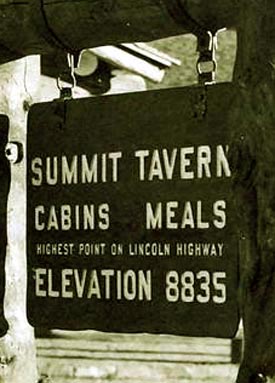 SUMMIT TAVERN
CABINS MEALS
HIGHEST POINT ON LINCOLN HIGHWAY
ELEVATION 8835